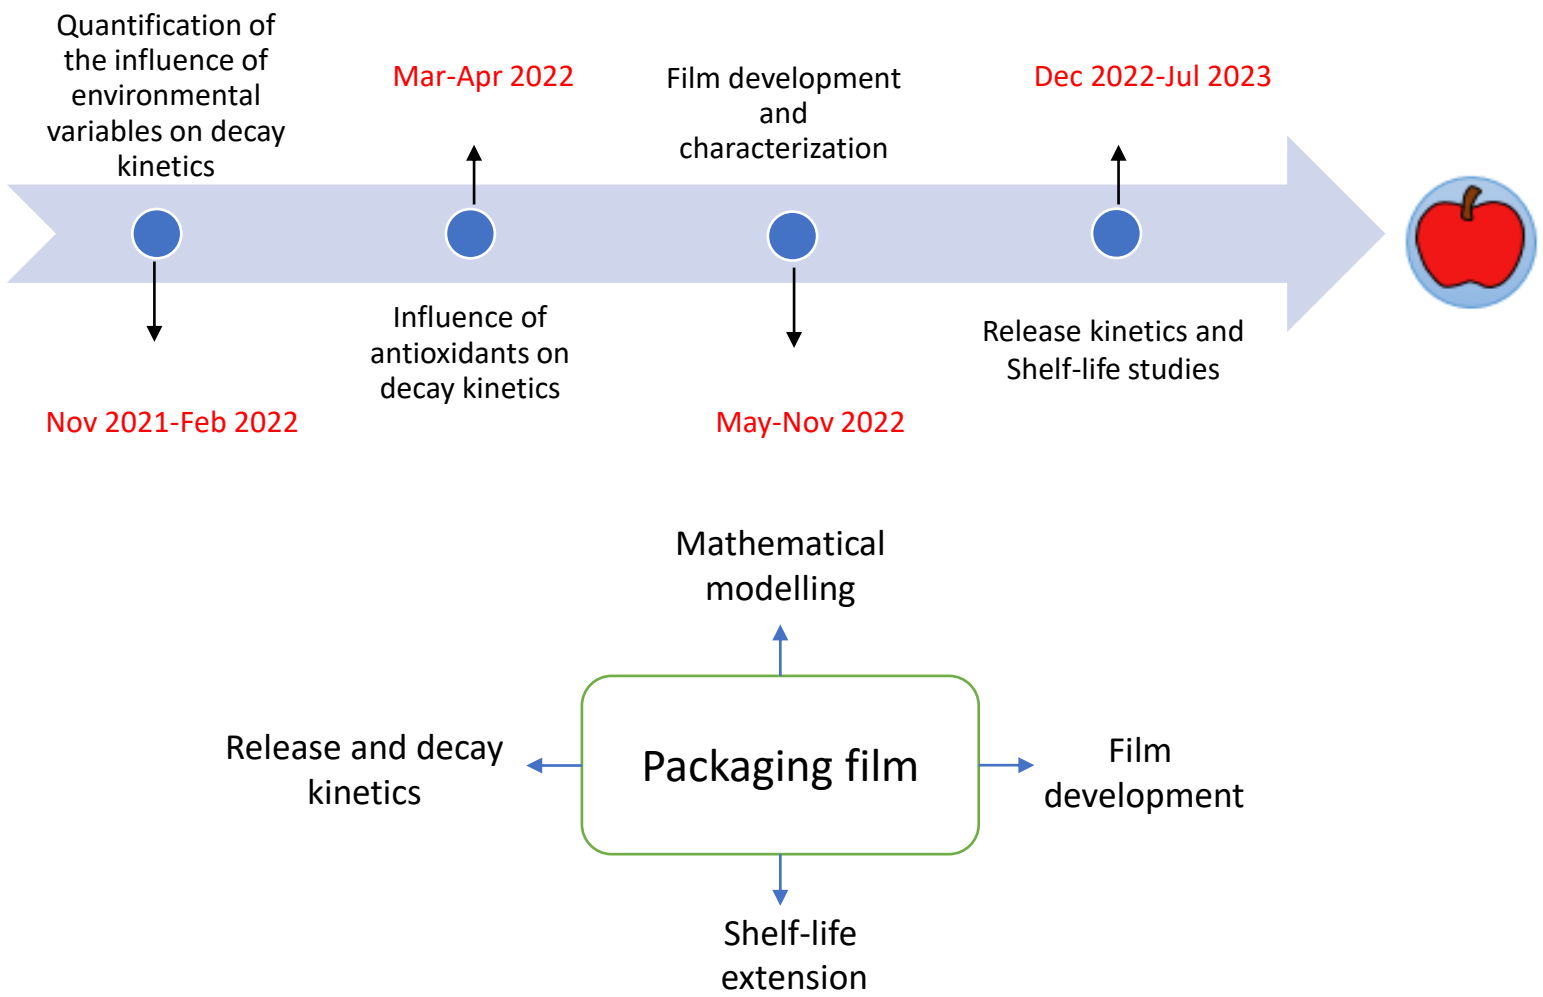 Quantification of
the influence of
environmental
variables on decay
kinetics
Nov 2021-Feb 2022
Mar-Apr 2022
Influence of
antioxidants on
decay kinetics
Film development
and
characterization
May-Nov 2022
Dec 2022-Jul 2023
Release kinetics and
Shelf-life studies
Mathematical
modelling
Release and decay
kinetics
Packaging film
Film
development
Shelf-life
extension